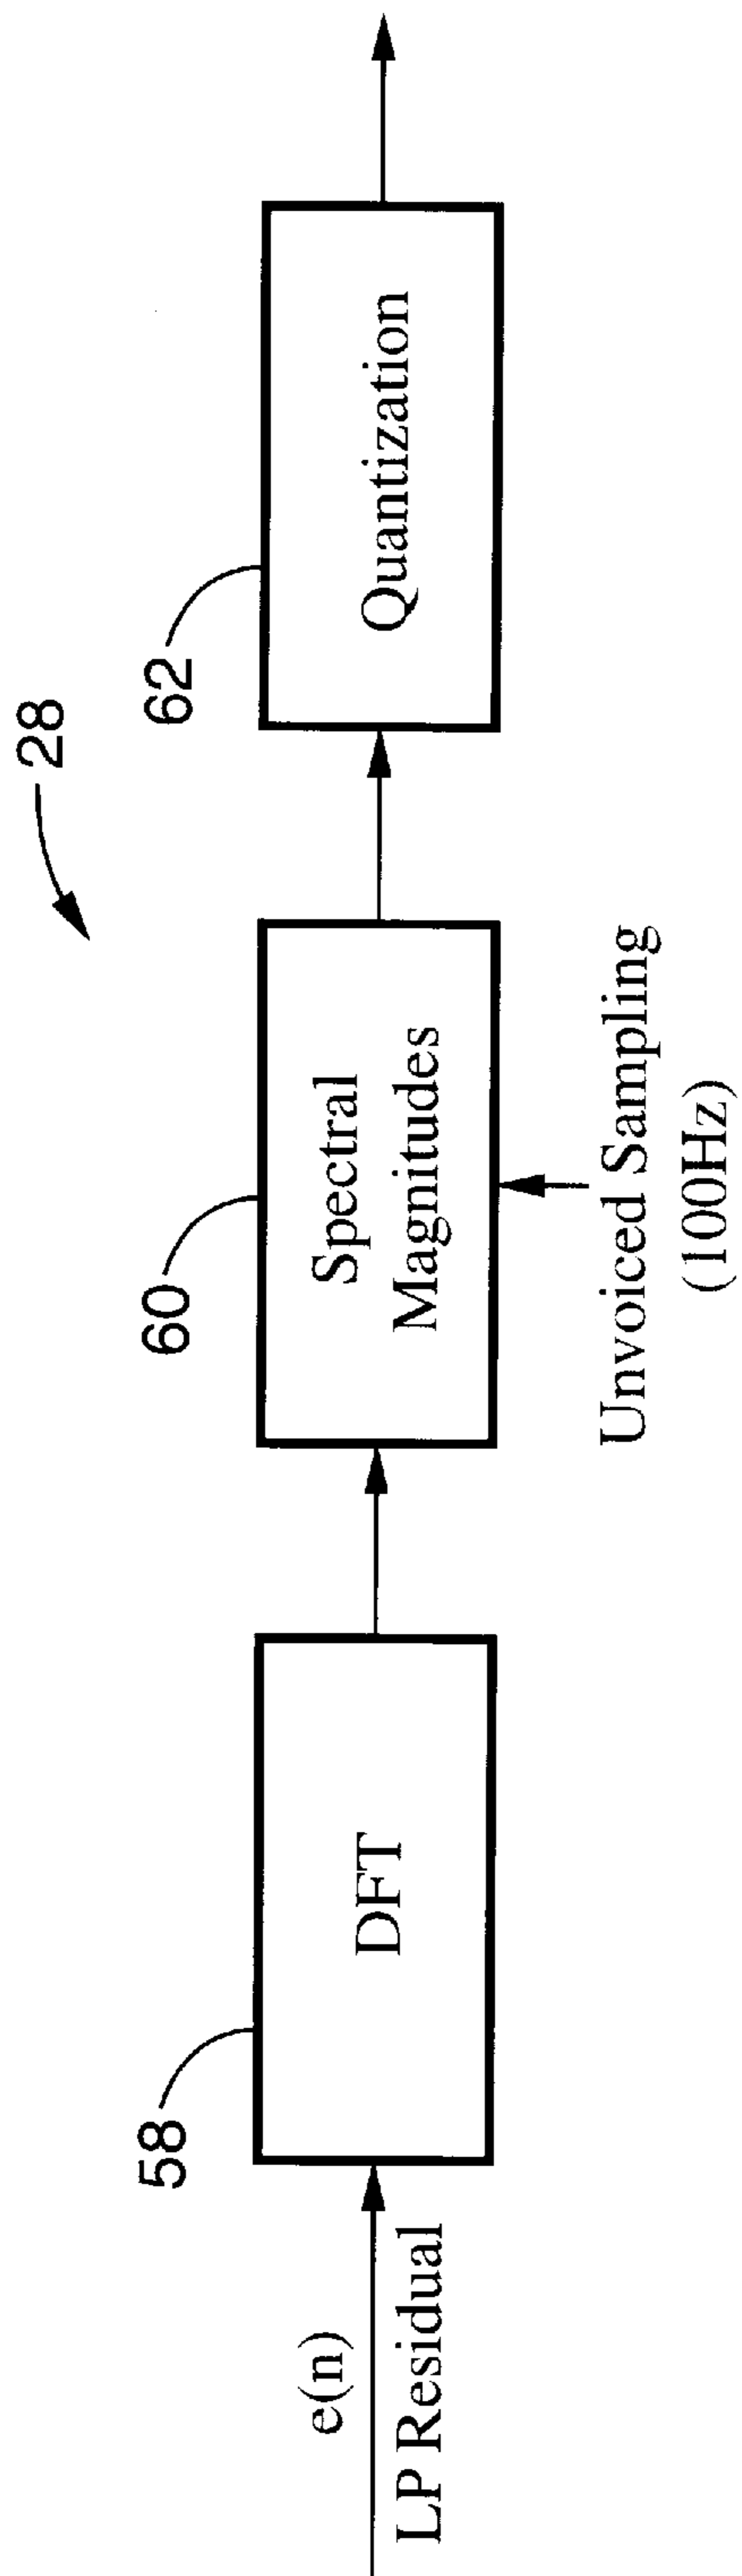 28
e(n)
LP Residual
58
DFT
60
Spectral
Magnitudes
Unvoiced Sampling
(100Hz)
62
Quantization